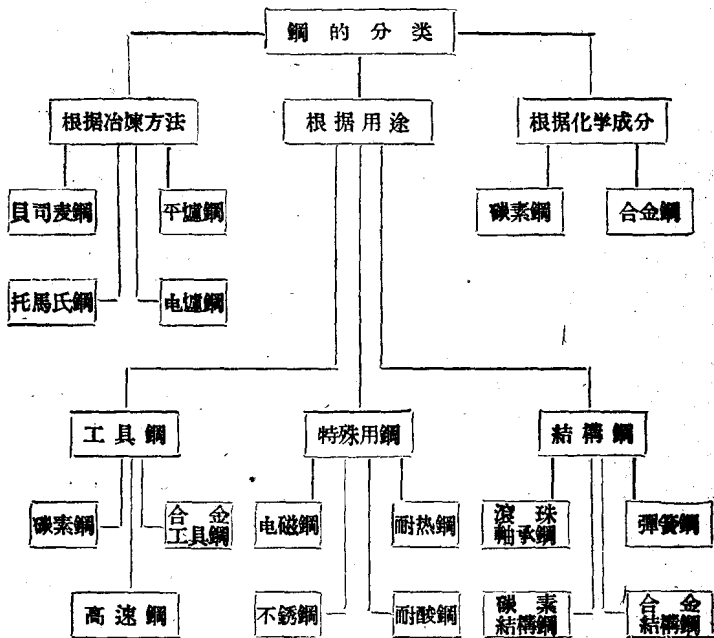 鋼的分类
根据冶煉方法
根据用途
根据化学成分
貝司麦鋼
平爐鋼
碳素鋼
合金鋼
托馬氏鋼
电爐鋼
工具鋼
特殊用鋼
結構鋼
碳素鋼
合金
工具鋼
电磁鋼
耐热鋼
滾珠
軸承鋼
彈簧鋼
高速鋼
不銹鋼
耐酸鋼
碳素
結構鋼
合金
結構鋼